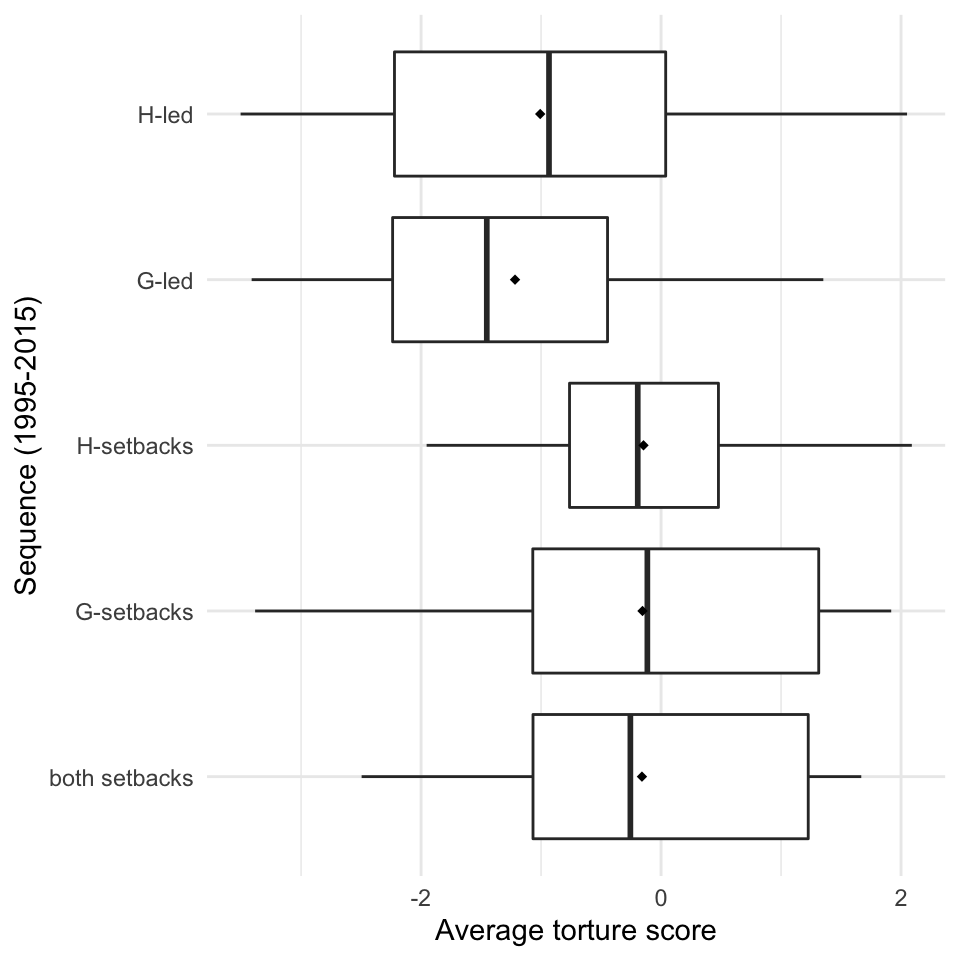 H-led
G-led
H-setbacks
G-setbacks
both setbacks
Sequence (1995-2015)
-2 0 2
Average torture score